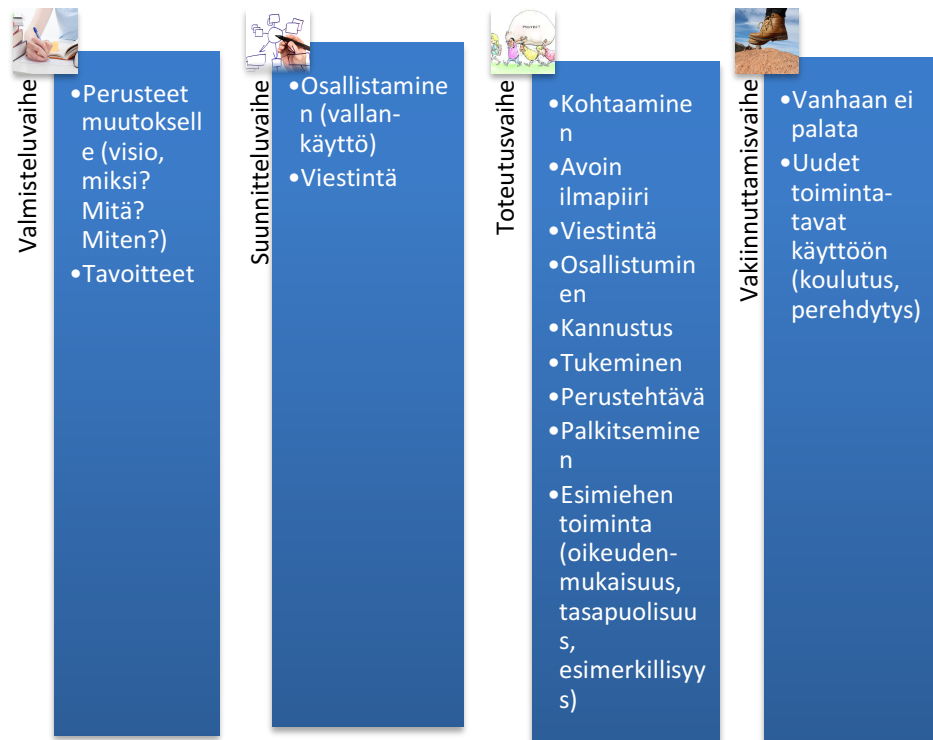 Valmisteluvaihe
•Perusteet
muutoksell
e (visio,
miksi?
Mitä?
Miten?)
•Tavoitteet
Suunnitteluvaihe
•Osallistamine
n (vallan-
käyttö)
•Viestintä
PROJECT
Toteutusvaihe
•Kohtaamine
n
•Avoin
ilmapiiri
•Viestintä
•Osallistumin
en
•Kannustus
•Tukeminen
•Perustehtävä
•Palkitsemine
n
•Esimiehen
toiminta
(oikeuden-
mukaisuus,
tasapuolisuu
s,
esimerkillisyy
s)
Vakiinnuttamisvaihe
•Vanhaan ei
palata
•Uudet
toiminta-
tavat
käyttöön
(koulutus,
perehdytys)